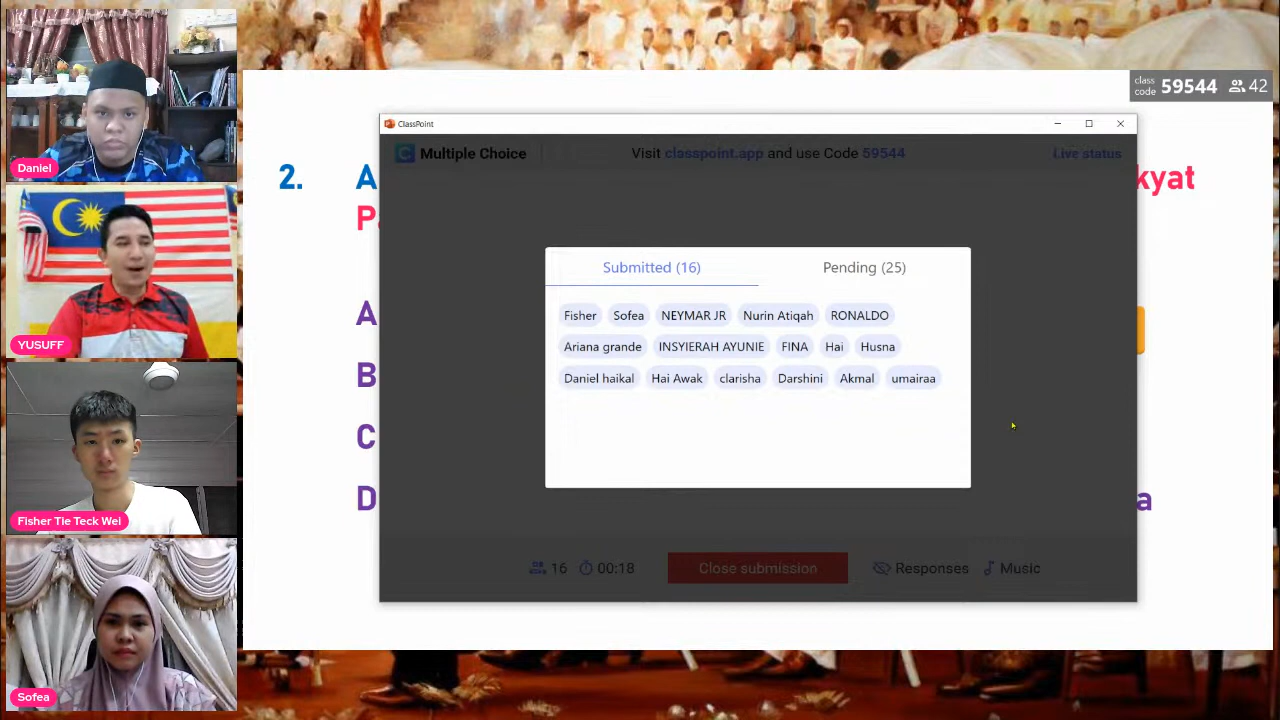 Daniel
YUSUFF
Fisher Tie Teck Wei
Sofea
class code 59544 42
2. A
kyat
P
A
B
C
D
a
ClassPoint
Multiple Choice
Visit classpoint.app and use Code 59544
Live status
Submitted (16)
Pending (25)
Fisher Sofea NEYMAR JR Nurin Atiqah RONALDO
Ariana grande INSYIERAH AYUNIE FINA Hai Husna
Daniel haikal Hai Awak clarisha Darshini Akmal umairaa
16 00:18 Close submission Responses Music